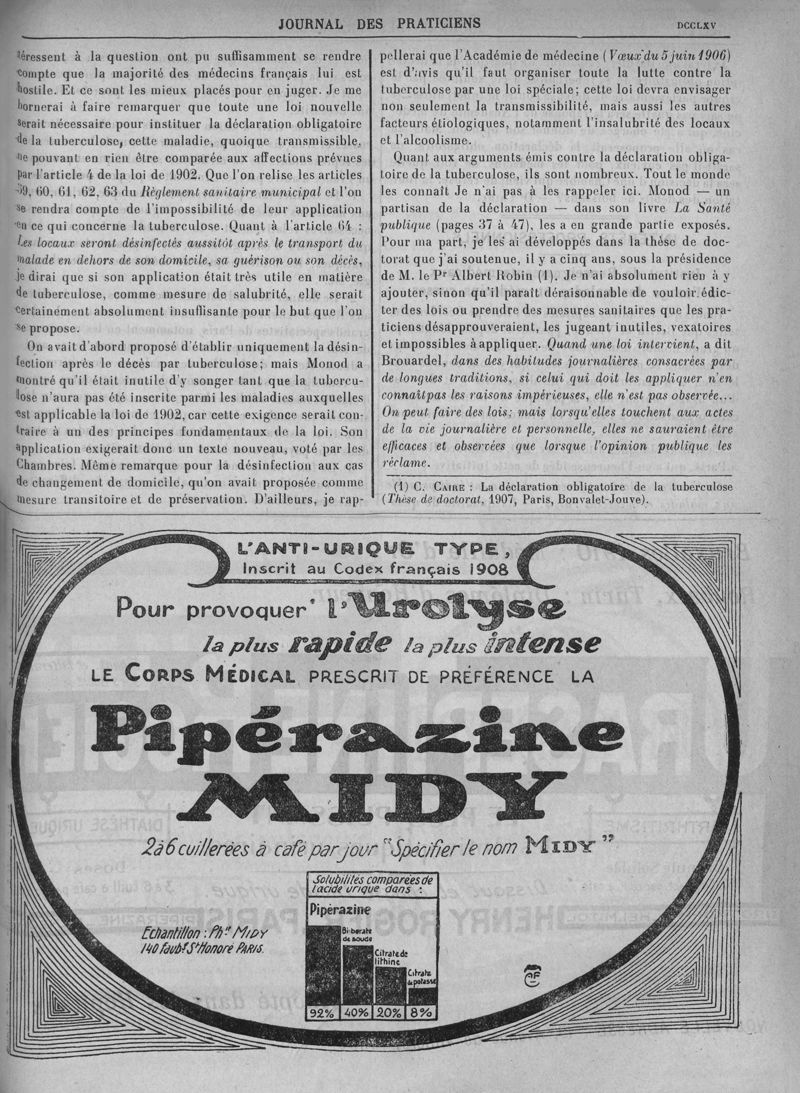 JOURNAL DES PRATICIENS
DCCLXV
téressent à la question ont pu suffisamment se rendre
compte que la majorité des médecins français lui est
hostile. Et ce sont les mieux placés pour en juger. Je me
bornerai à faire remarquer que toute une loi nouvelle
serait nécessaire pour instituer la déclaration obligatoire
de la tuberculose, cette maladie, quoique transmissible,
ne pouvant en rien être comparée aux affections prévues
par l'article 4 de la loi de 1902. Que l'on relise les articles
59, 60, 61, 62, 63 du Règlement sanitaire municipal et l'on
se rendra compte de l'impossibilité de leur application
en ce qui concerne la tuberculose. Quant à l'article 64 :
Les locaux seront désinfectés aussitôt après le transport du
malade en dehors de son domicile, sa guérison ou son décès,
je dirai que si son application était très utile en matière
de tuberculose, comme mesure de salubrité, elle serait
certainement absolument insuffisante pour le but que l'on
se propose.
On avait d'abord proposé d'établir uniquement la désin-
fection après le décès par tuberculose; mais Monod a
montré qu'il était inutile d'y songer tant que la tubercu-
lose n'aura pas été inscrite parmi les maladies auxquelles
est applicable la loi de 1902, car cette exigence serait con-
traire à un des principes fondamentaux de la loi. Son
application exigerait donc un texte nouveau, voté par les
Chambres. Même remarque pour la désinfection aux cas
de changement de domicile, qu'on avait proposée comme
mesure transitoire et de préservation. D'ailleurs, je rap-
pellerai que l'Académie de médecine (Vœux du 5 juin 1906)
est d'avis qu'il faut organiser toute la lutte contre la
tuberculose par une loi spéciale; cette loi devra envisager
non seulement la transmissibilité, mais aussi les autres
facteurs étiologiques, notamment l'insalubrité des locaux
et l'alcoolisme.
Quant aux arguments émis contre la déclaration obliga-
toire de la tuberculose, ils sont nombreux. Tout le monde
les connaît Je n'ai pas à les rappeler ici. Monod — un
partisan de la déclaration — dans son livre La Santé
publique (pages 37 à 47), les a en grande partie exposés.
Pour ma part, je les ai développés dans la thèse de doc-
torat que j'ai soutenue, il y a cinq ans, sous la présidence
de M. le Pr Albert Robin (1). Je n'ai absolument rien à y
ajouter, sinon qu'il paraît déraisonnable de vouloir édic-
ter des lois ou prendre des mesures sanitaires que les pra-
ticiens désapprouveraient, les jugeant inutiles, vexatoires
et impossibles à appliquer. Quand une loi intervient, a dit
Brouardel, dans des habitudes journalières consacrées par
de longues traditions, si celui qui doit les appliquer n'en
connaît pas les raisons impérieuses, elle n'est pas observée...
On peut faire des lois; mais lorsqu'elles touchent aux actes
de la vie journalière et personnelle, elles ne sauraient être
efficaces et observées que lorsque l'opinion publique les
réclame.
(1) C. CAIRE : La déclaration obligatoire de la tuberculose
(Thèse de doctorat, 1907, Paris, Bonvalet-Jouve).
L'ANTI-URIQUE TYPE,
Inscrit au Codex français 1908
Pour provoquer l'Urolyse
la plus rapide la plus intense
LE CORPS MÉDICAL PRESCRIT DE PRÉFÉRENCE LA
Pipérazine
MIDY
2 à 6 cuillerées à café par jour "Spécifier le nom MIDY"
Solubilités comparées de
l'acide urique dans :
Pipérazine
Bi-borate
de soude
Citrate de
lithine
Citrate
de potasse
92% 40% 20% 8%
Echantillon : Phie MIDY
140 Faubg St Honoré PARIS.